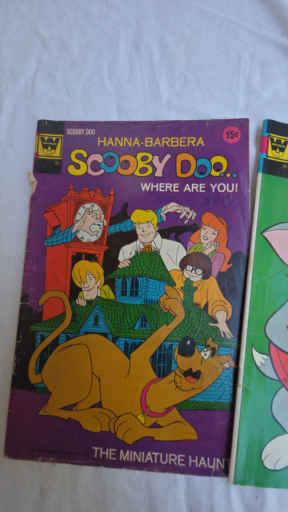 SCOOBY DOO
15¢
HANNA-BARBERA
SCOOBY DOO..
WHERE ARE YOU!
THE MINIATURE HAUNT